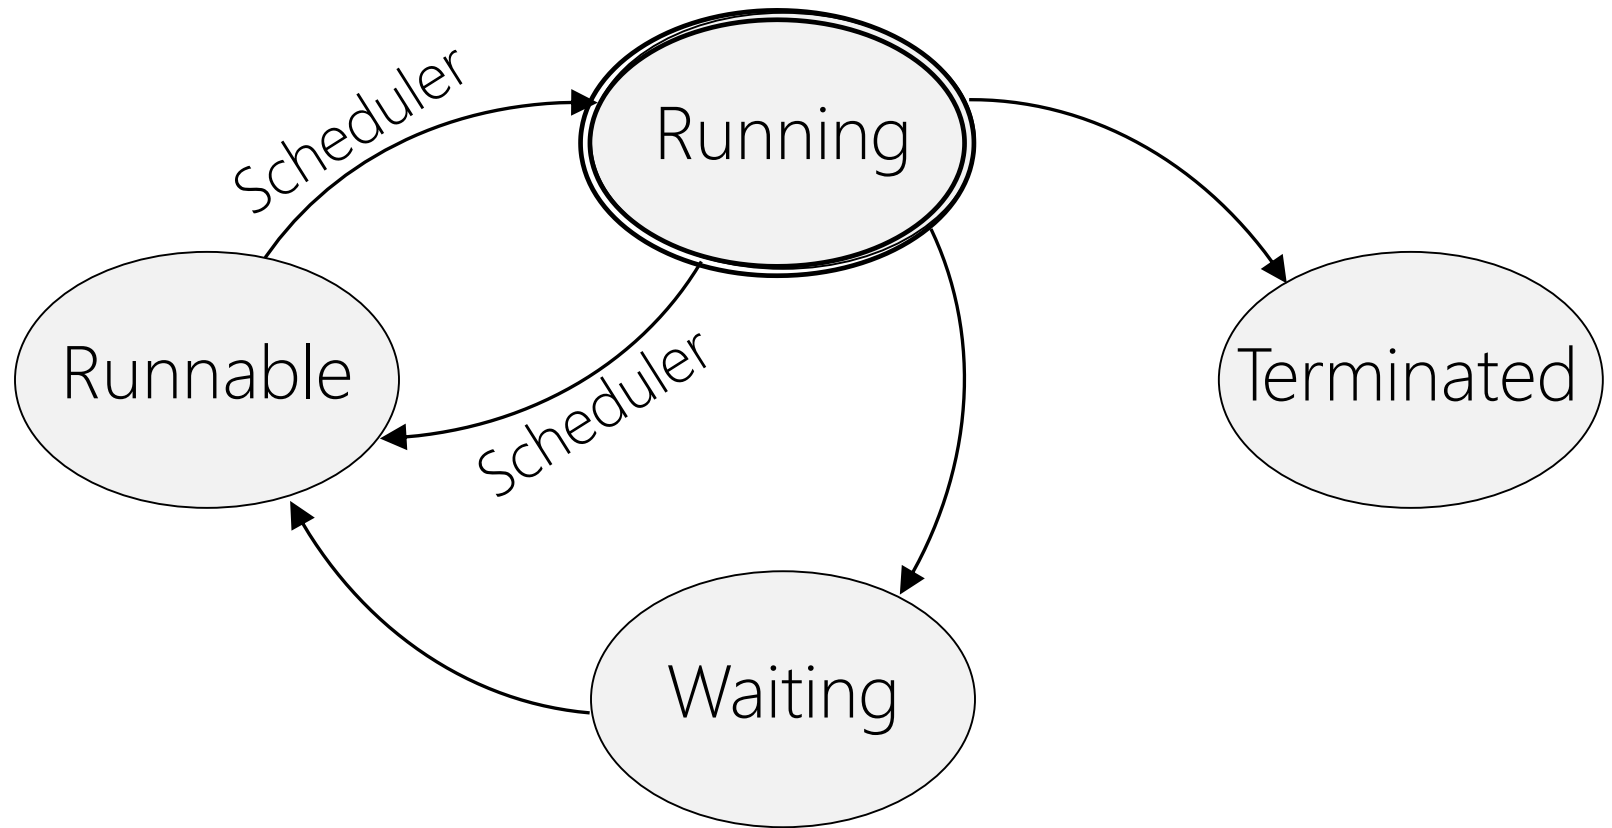 Scheduler
Running
Runnable
Scheduler
Terminated
Waiting